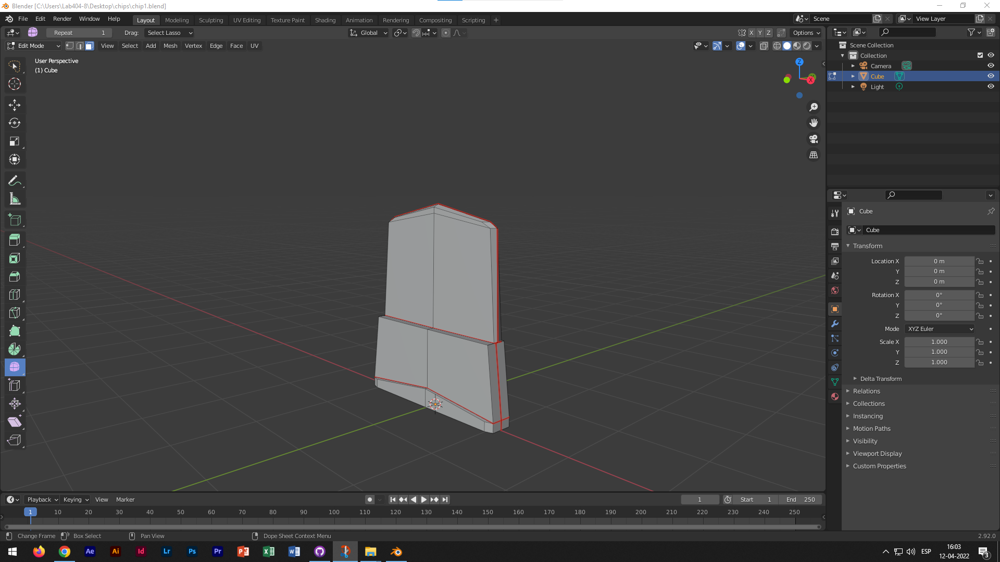 Blender [C:\Users\Lab404-8\Desktop\chips\chip1.blend]
File Edit Render Window Help
Layout Modeling Sculpting UV Editing Texture Paint Shading Animation Rendering Compositing Scripting
Scene
View Layer
Repeat 1 Drag: Select Lasso
Global
X Y Z Options
Edit Mode View Select Add Mesh Vertex Edge Face UV
User Perspective
(1) Cube
Z
X
Scene Collection
Collection
Camera
Cube
Light
Cube
Cube
Transform
Location X 0 m
Y 0 m
Z 0 m
Rotation X 0°
Y 0°
Z 0°
Mode XYZ Euler
Scale X 1.000
Y 1.000
Z 1.000
Delta Transform
Relations
Collections
Instancing
Motion Paths
Visibility
Viewport Display
Custom Properties
Playback Keying View Marker
1 Start 1 End 250
1 10 20 30 40 50 60 70 80 90 100 110 120 130 140 150 160 170 180 190 200 210 220 230 240 250
Change Frame Box Select Pan View Dope Sheet Context Menu 2.92.0
Ae Ai Id Lr Ps Pr
ESP
16:03
12-04-2022
3